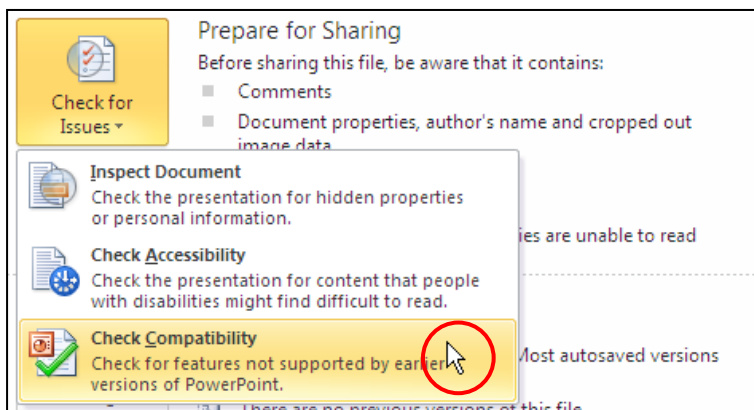 Prepare for Sharing
Before sharing this file, be aware that it contains:
Comments
Document properties, author's name and cropped out
image data
Check for
Issues
Inspect Document
Check the presentation for hidden properties
or personal information.
ies are unable to read
Check Accessibility
Check the presentation for content that people
with disabilities might find difficult to read.
Check Compatibility
Check for features not supported by earlier
versions of PowerPoint.
Most autosaved versions
There are no previous versions of this file